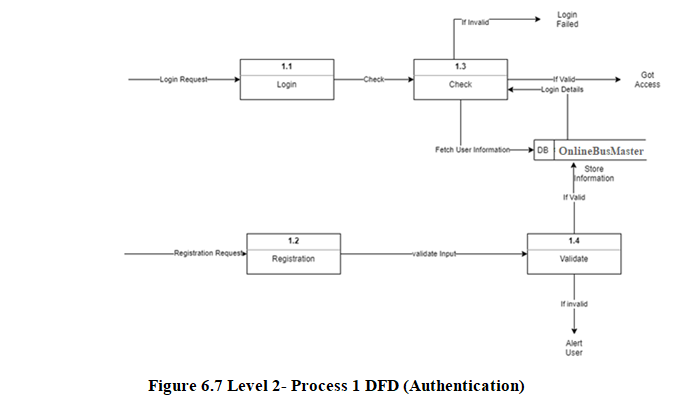 Login
Failed
If Invalid
1.1
1.3
Login Request
Login
Check
Check
If Valid
Got
Access
Login Details
Fetch User Information
DB OnlineBusMaster
Store
Information
If Valid
1.2
1.4
Registration Request
Registration
validate Input
Validate
If invalid
Alert
User
Figure 6.7 Level 2- Process 1 DFD (Authentication)